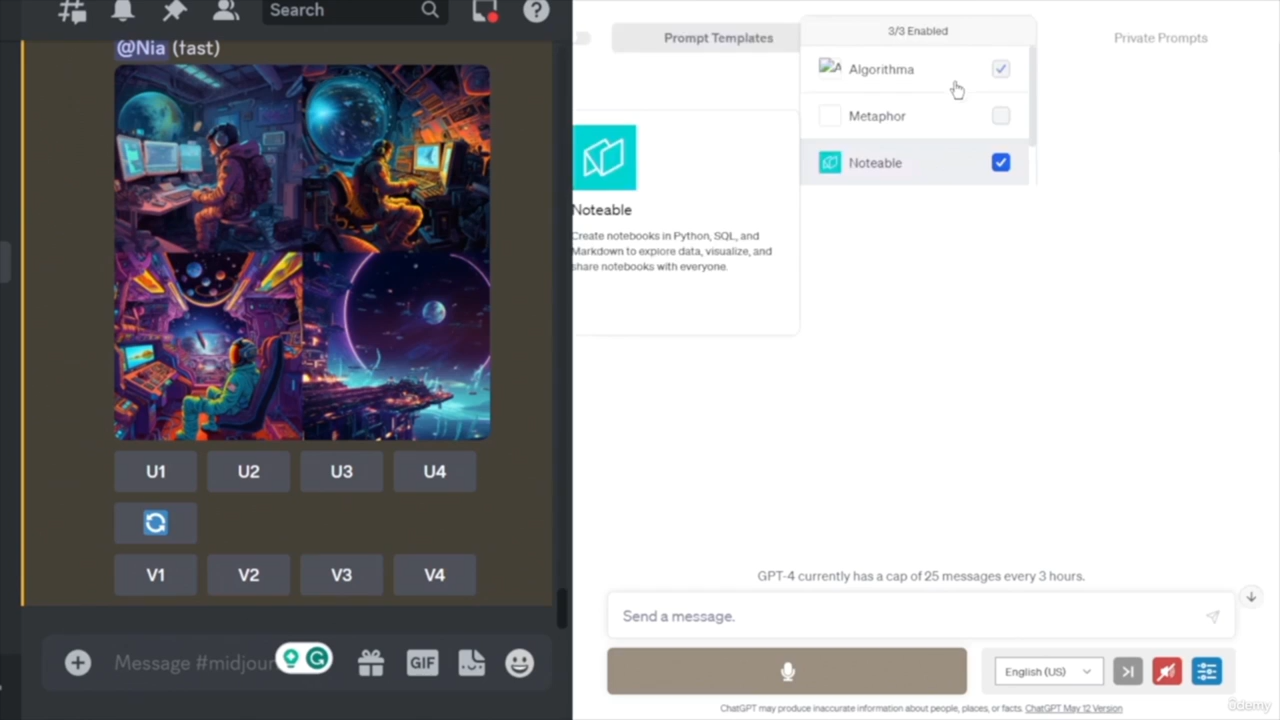 Search
@Nia (fast)
U1 U2 U3 U4
V1 V2 V3 V4
Message #midjour
GIF
Prompt Templates
3/3 Enabled
Private Prompts
Algorithma
Metaphor
Noteable
Noteable
Create notebooks in Python, SQL, and
Markdown to explore data, visualize, and
share notebooks with everyone.
GPT-4 currently has a cap of 25 messages every 3 hours.
Send a message.
English (US)
ChatGPT may produce inaccurate information about people, places, or facts. ChatGPT May 12 Version
ûdemy